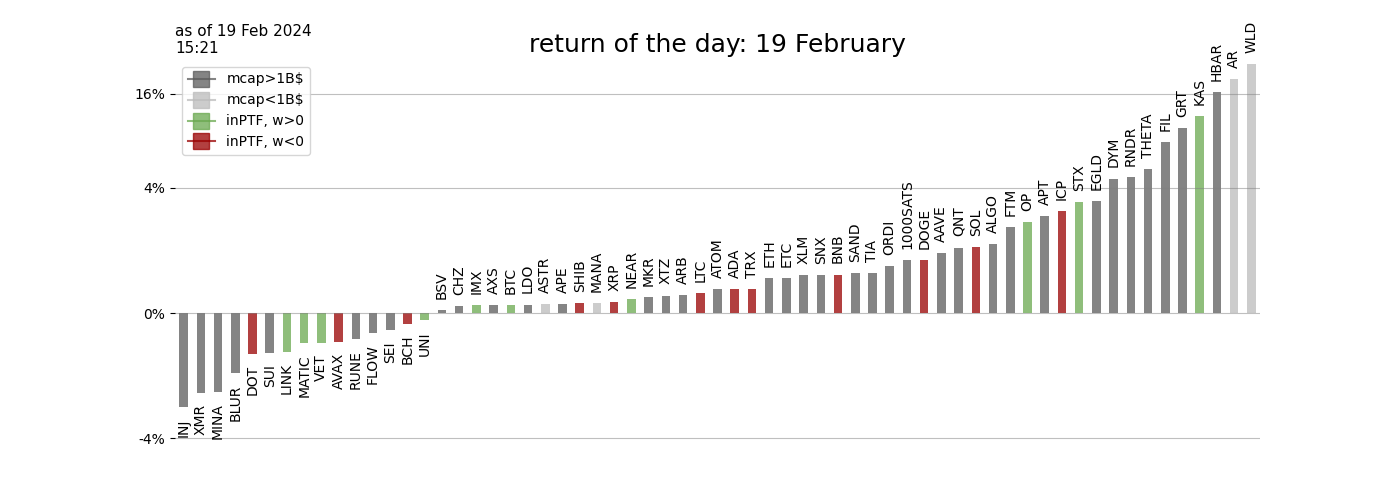 as of 19 Feb 2024
15:21
return of the day: 19 February
mcap>1B$
mcap<1B$
inPTF, w>0
inPTF, w<0
16%
4%
0%
-4%
INJ
XMR
MINA
BLUR
DOT
SUI
LINK
MATIC
VET
AVAX
RUNE
FLOW
SEI
BCH
UNI
BSV
CHZ
IMX
AXS
BTC
LDO
ASTR
APE
SHIB
MANA
XRP
NEAR
MKR
XTZ
ARB
LTC
ATOM
ADA
TRX
ETH
ETC
XLM
SNX
BNB
SAND
TIA
ORDI
1000SATS
DOGE
AAVE
QNT
SOL
ALGO
FTM
OP
APT
ICP
STX
EGLD
DYM
RNDR
THETA
FIL
GRT
KAS
HBAR
AR
WLD